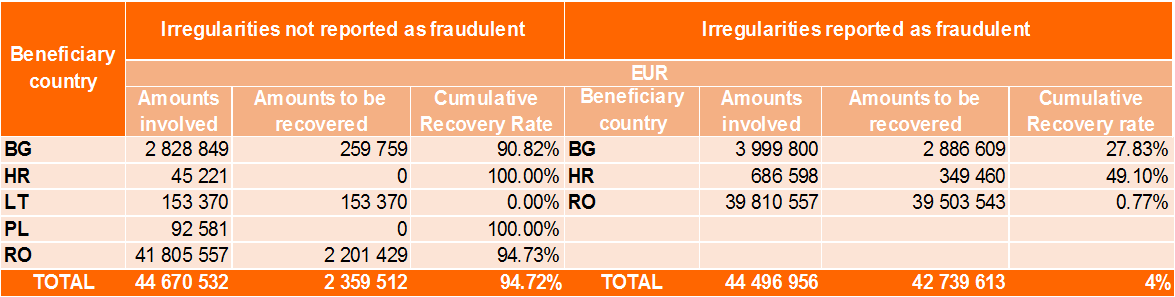 Beneficiary country Irregularities not reported as fraudulent Irregularities reported as fraudulent
EUR
Amounts involved Amounts to be recovered Cumulative Recovery Rate Beneficiary country Amounts involved Amounts to be recovered Cumulative Recovery rate
BG 2 828 849 259 759 90.82% BG 3 999 800 2 886 609 27.83%
HR 45 221 0 100.00% HR 686 598 349 460 49.10%
LT 153 370 153 370 0.00% RO 39 810 557 39 503 543 0.77%
PL 92 581 0 100.00%
RO 41 805 557 2 201 429 94.73%
TOTAL 44 670 532 2 359 512 94.72% TOTAL 44 496 956 42 739 613 4%